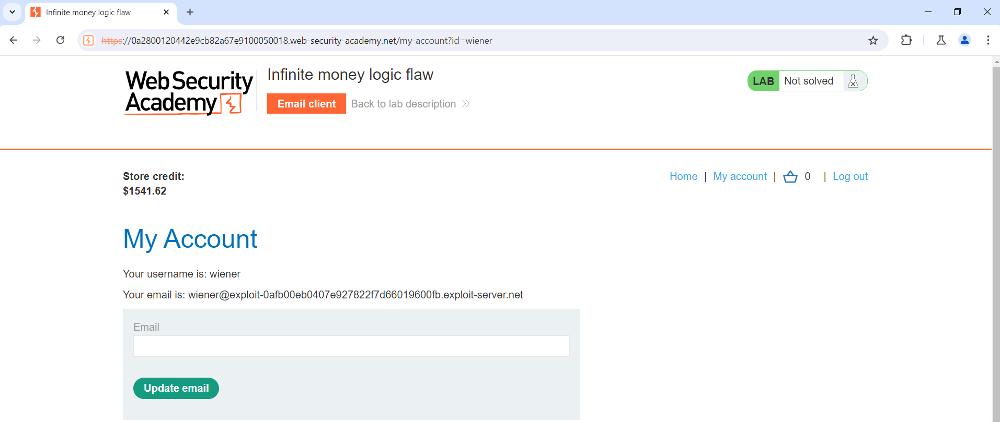 Infinite money logic flaw
https://0a2800120442e9cb82a67e9100050018.web-security-academy.net/my-account?id=wiener
Web Security
Academy
Infinite money logic flaw
Email client
Back to lab description
LAB Not solved
Store credit:
$1541.62
Home | My account | 0 | Log out
My Account
Your username is: wiener
Your email is: wiener@exploit-0afb00eb0407e927822f7d66019600fb.exploit-server.net
Email
Update email